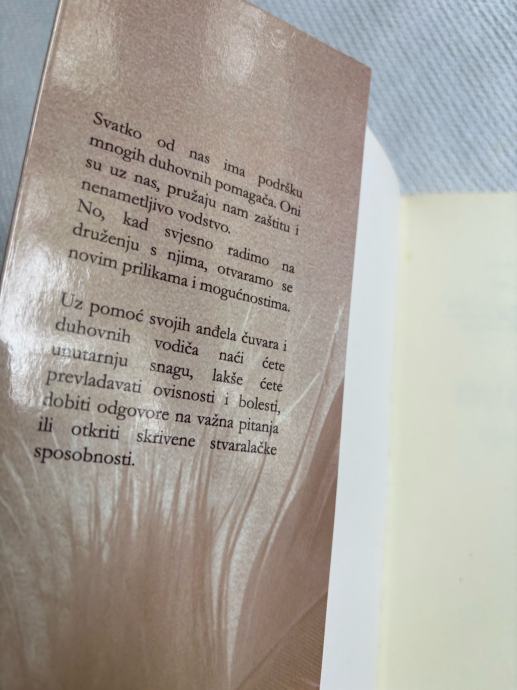 Svatko od nas ima podršku
mnogih duhovnih pomagača. Oni
su uz nas, pružaju nam zaštitu i
nenametljivo vodstvo.
No, kad svjesno radimo na
druženju s njima, otvaramo se
novim prilikama i mogućnostima.
Uz pomoć svojih anđela čuvara i
duhovnih vodiča naći ćete
unutarnju snagu, lakše ćete
prevladavati ovisnosti i bolesti,
dobiti odgovore na važna pitanja
ili otkriti skrivene stvaralačke
sposobnosti.